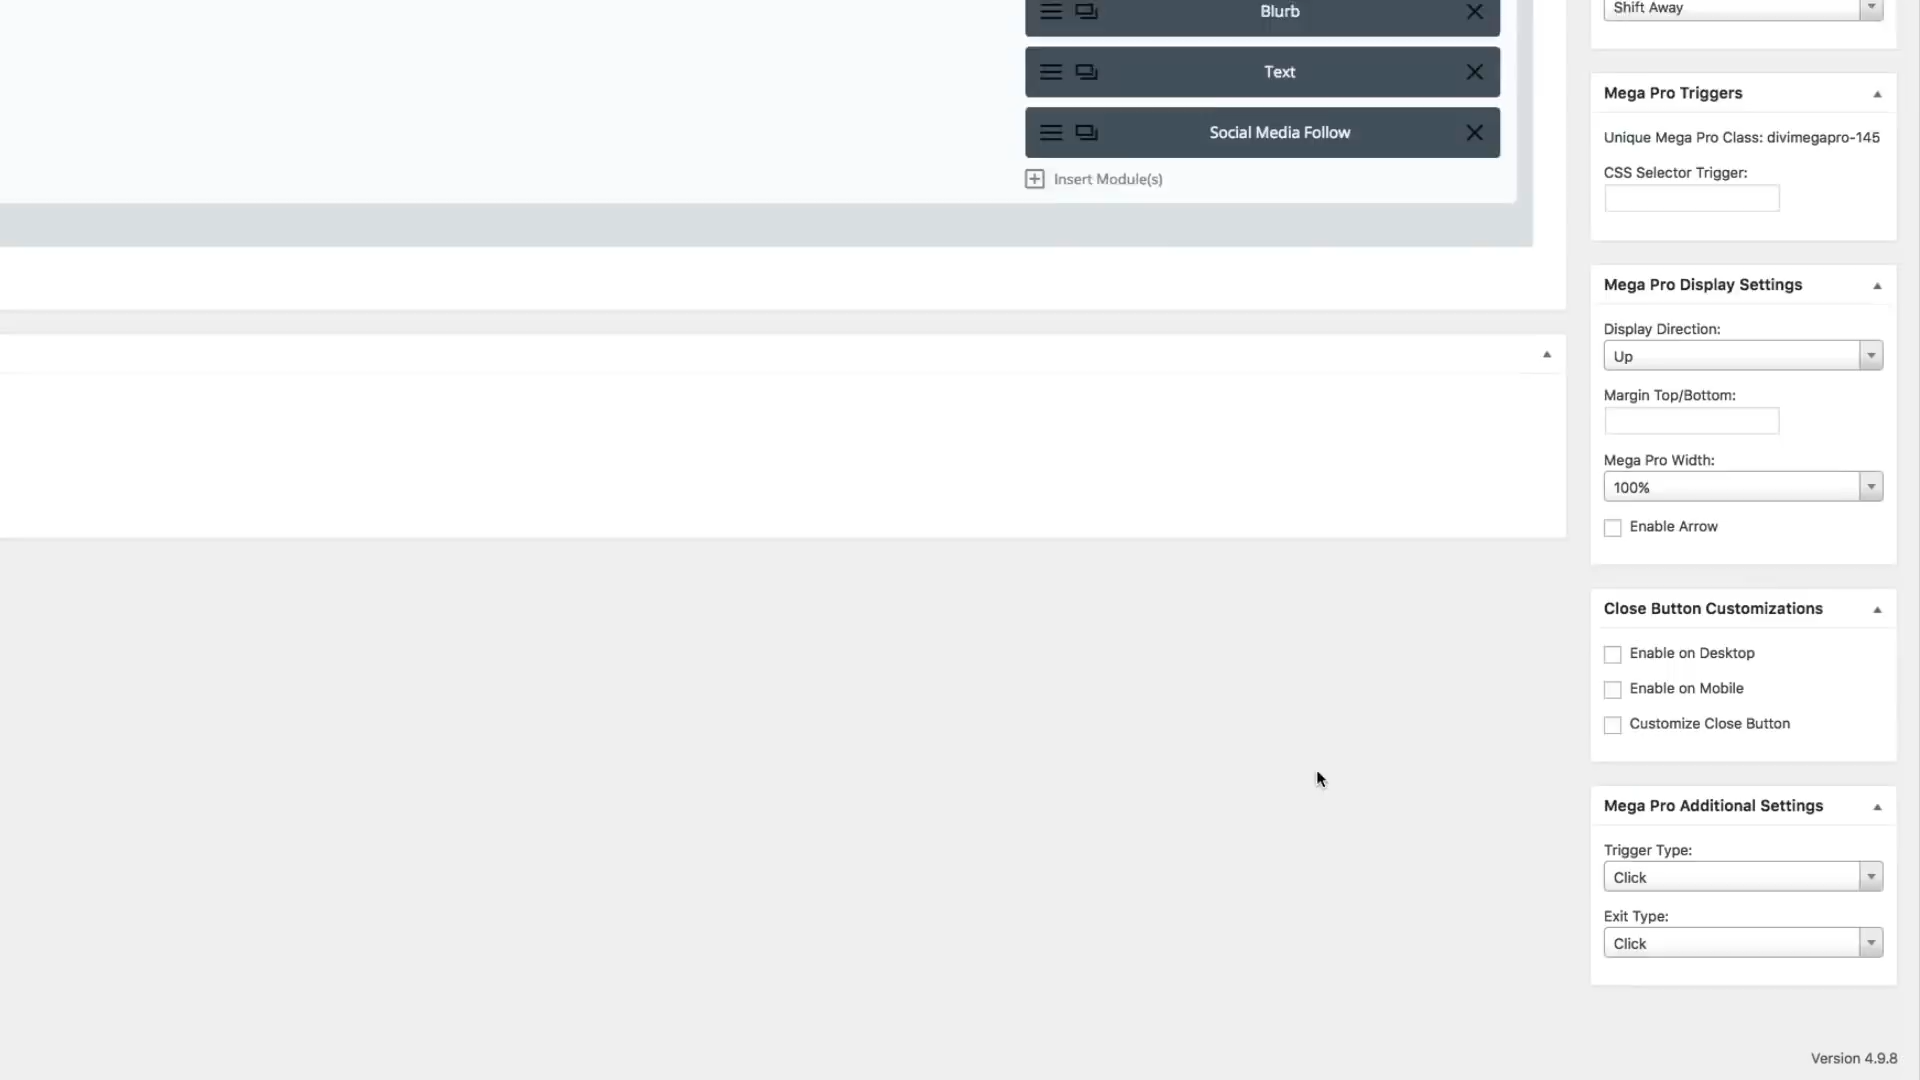 Blurb
Shift Away
Text
Social Media Follow
Insert Module(s)
Mega Pro Triggers
Unique Mega Pro Class: divimegapro-145
CSS Selector Trigger:
Mega Pro Display Settings
Display Direction:
Up
Margin Top/Bottom:
Mega Pro Width:
100%
Enable Arrow
Close Button Customizations
Enable on Desktop
Enable on Mobile
Customize Close Button
Mega Pro Additional Settings
Trigger Type:
Click
Exit Type:
Click
Version 4.9.8